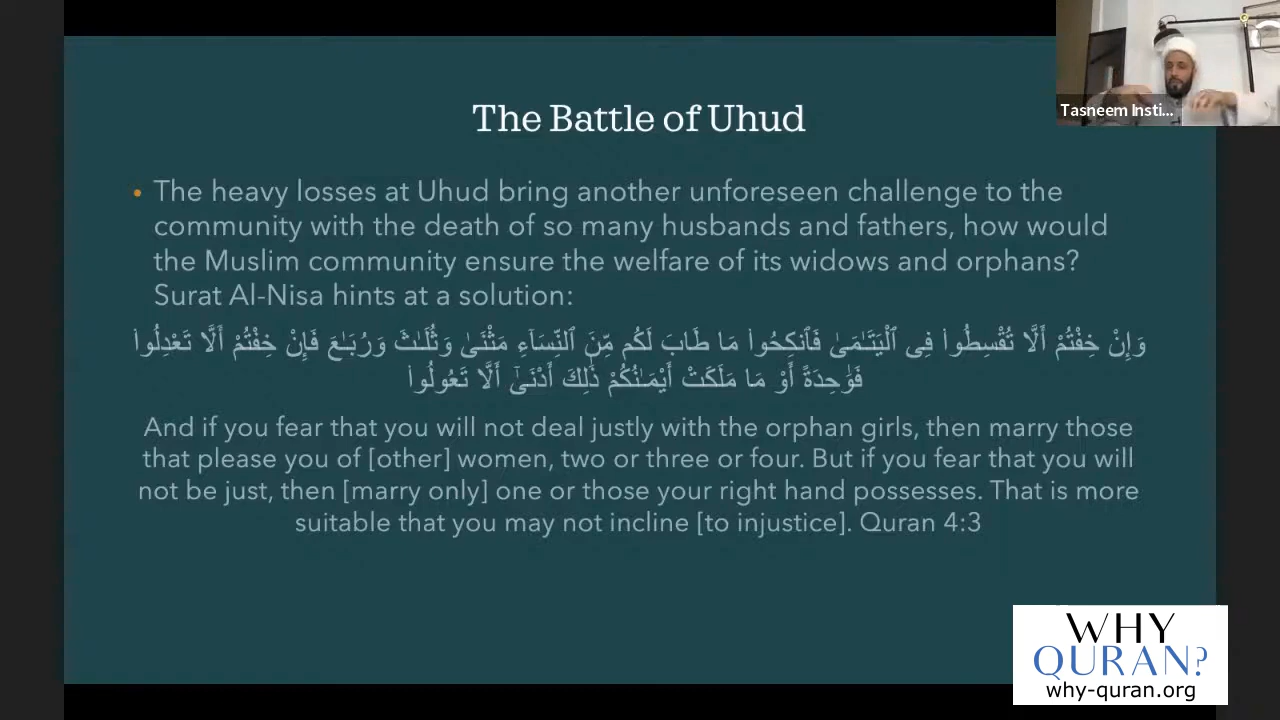 The Battle of Uhud
Tasneem Insti...
• The heavy losses at Uhud bring another unforeseen challenge to the
community with the death of so many husbands and fathers, how would
the Muslim community ensure the welfare of its widows and orphans?
Surat Al-Nisa hints at a solution:
وَإِنْ خِفْتُمْ أَلَّا تُقْسِطُوا۟ فِى ٱلْيَتَـٰمَىٰ فَٱنكِحُوا۟ مَا طَابَ لَكُم مِّنَ ٱلنِّسَآءِ مَثْنَىٰ وَثُلَـٰثَ وَرُبَـٰعَ فَإِنْ خِفْتُمْ أَلَّا تَعْدِلُوا۟
فَوَٰحِدَةً أَوْ مَا مَلَكَتْ أَيْمَـٰنُكُمْ ذَٰلِكَ أَدْنَىٰٓ أَلَّا تَعُولُوا۟
And if you fear that you will not deal justly with the orphan girls, then marry those
that please you of [other] women, two or three or four. But if you fear that you will
not be just, then [marry only] one or those your right hand possesses. That is more
suitable that you may not incline [to injustice]. Quran 4:3
WHY
QURAN?
why-quran.org